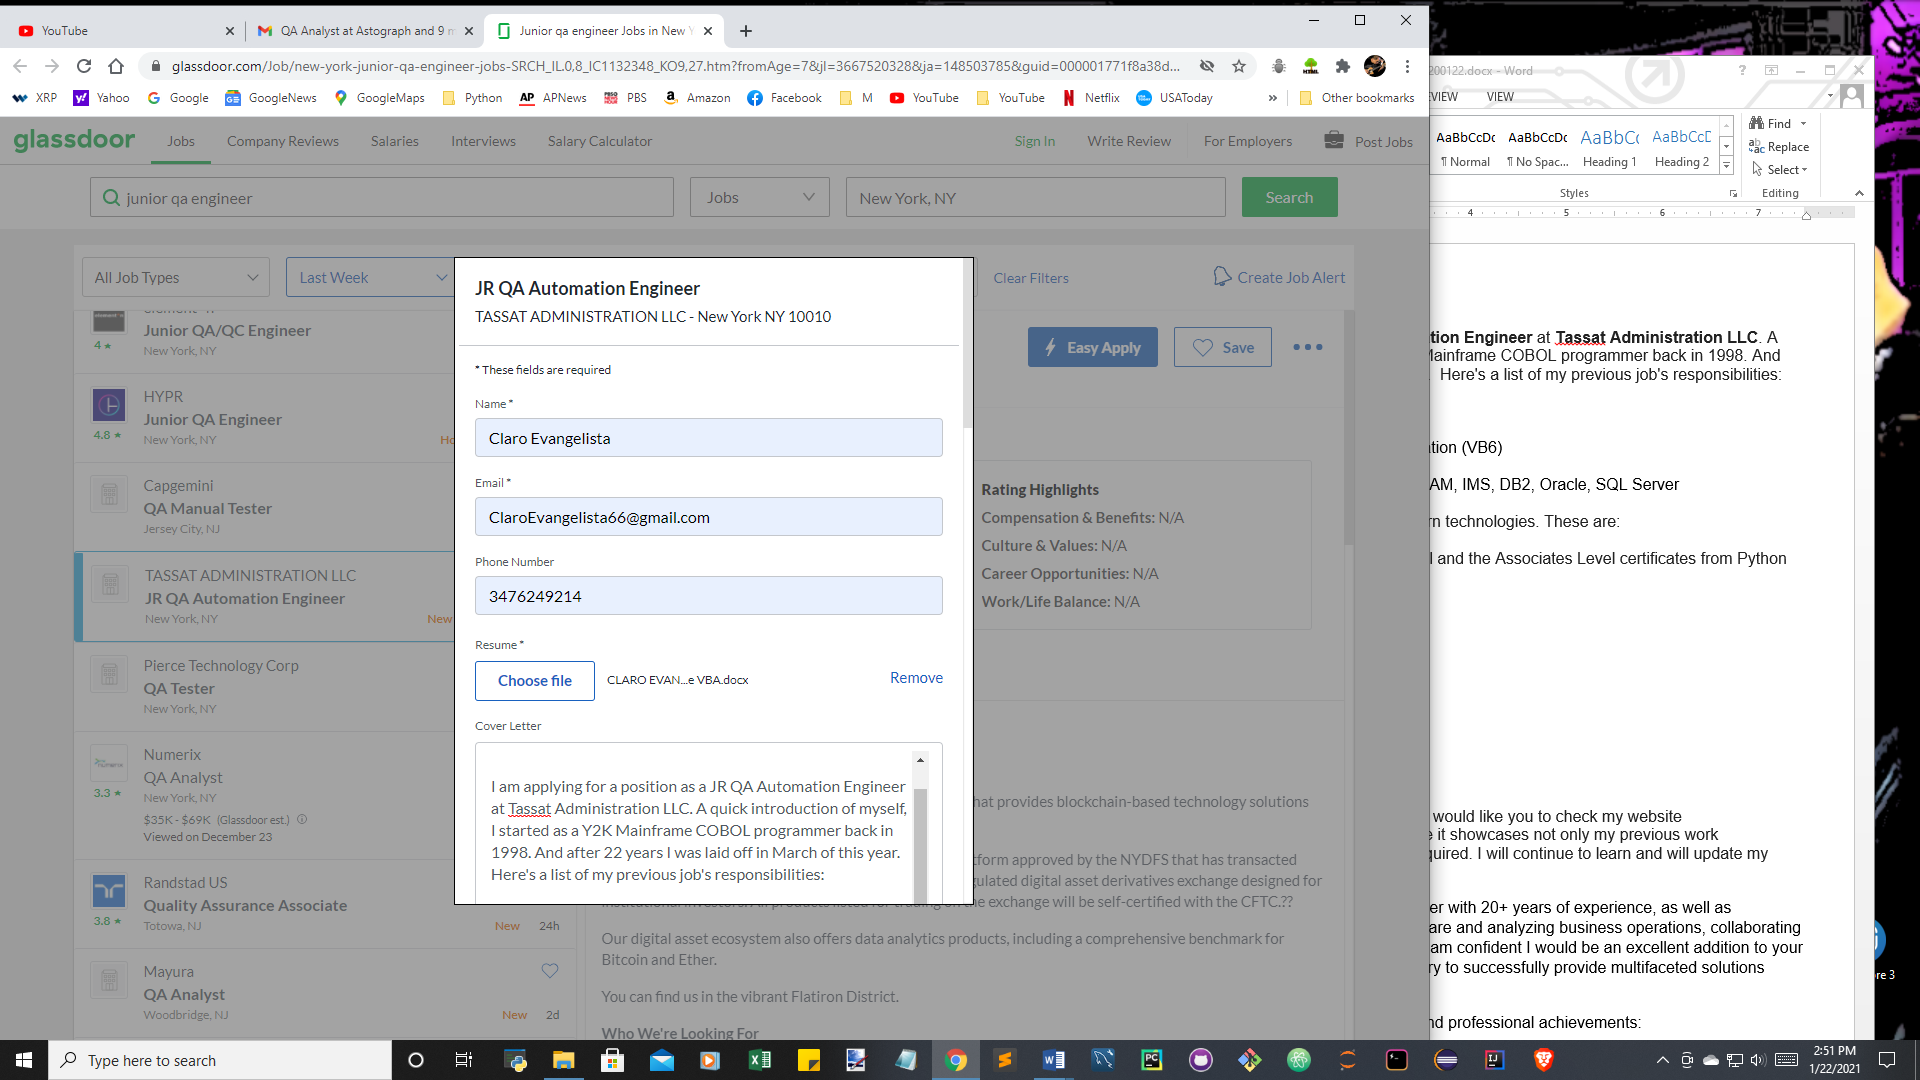 YouTube
QA Analyst at Astograph and 9 m
Junior qa engineer Jobs in New Y
glassdoor.com/Job/new-york-junior-qa-engineer-jobs-SRCH_IL.0,8_IC1132348_KO9,27.htm?fromAge=7&jl=3667520328&ja=148503785&guid=000001771f8a38d...
XRP
Yahoo
Google
GoogleNews
GoogleMaps
Python
AP APNews
PBS
Amazon
Facebook
M
YouTube
YouTube
Netflix
USAToday
»
Other bookmarks
glassdoor
Jobs
Company Reviews
Salaries
Interviews
Salary Calculator
Sign In
Write Review
For Employers
Post Jobs
junior qa engineer
Jobs
New York, NY
Search
All Job Types
Last Week
Clear Filters
Create Job Alert
4 ★
Junior QA/QC Engineer
New York, NY
HYPR
Junior QA Engineer
4.8 ★
New York, NY
Ho
Capgemini
QA Manual Tester
Jersey City, NJ
TASSAT ADMINISTRATION LLC
JR QA Automation Engineer
New York, NY
New
Pierce Technology Corp
QA Tester
New York, NY
Numerix
QA Analyst
3.3 ★
New York, NY
$35K - $69K (Glassdoor est.)
Viewed on December 23
Randstad US
Quality Assurance Associate
3.8 ★
Totowa, NJ
New 24h
Mayura
QA Analyst
Woodbridge, NJ
New 2d
JR QA Automation Engineer
TASSAT ADMINISTRATION LLC - New York NY 10010
* These fields are required
Name *
Claro Evangelista
Email *
ClaroEvangelista66@gmail.com
Phone Number
3476249214
Resume *
Choose file
CLARO EVAN...e VBA.docx
Remove
Cover Letter
I am applying for a position as a JR QA Automation Engineer
at Tassat Administration LLC. A quick introduction of myself,
I started as a Y2K Mainframe COBOL programmer back in
1998. And after 22 years I was laid off in March of this year.
Here's a list of my previous job's responsibilities:
Easy Apply
Save
Rating Highlights
Compensation & Benefits: N/A
Culture & Values: N/A
Career Opportunities: N/A
Work/Life Balance: N/A
hat provides blockchain-based technology solutions
tform approved by the NYDFS that has transacted
gulated digital asset derivatives exchange designed for
the exchange will be self-certified with the CFTC.??
Our digital asset ecosystem also offers data analytics products, including a comprehensive benchmark for
Bitcoin and Ether.
You can find us in the vibrant Flatiron District.
Who We're Looking For
200122.docx - Word
?
EVIEW
VIEW
AaBbCcDc
AaBbCcDc
AaBbC
AaBbCcD
¶ Normal
¶ No Spac...
Heading 1
Heading 2
Styles
Find
Replace
Select
Editing
4 5 6 7
tion Engineer at Tassat Administration LLC. A
Mainframe COBOL programmer back in 1998. And
Here's a list of my previous job's responsibilities:
tion (VB6)
AM, IMS, DB2, Oracle, SQL Server
rn technologies. These are:
l and the Associates Level certificates from Python
would like you to check my website
e it showcases not only my previous work
quired. I will continue to learn and will update my
er with 20+ years of experience, as well as
are and analyzing business operations, collaborating
am confident I would be an excellent addition to your
ry to successfully provide multifaceted solutions
nd professional achievements:
re 3
Type here to search
2:51 PM
1/22/2021